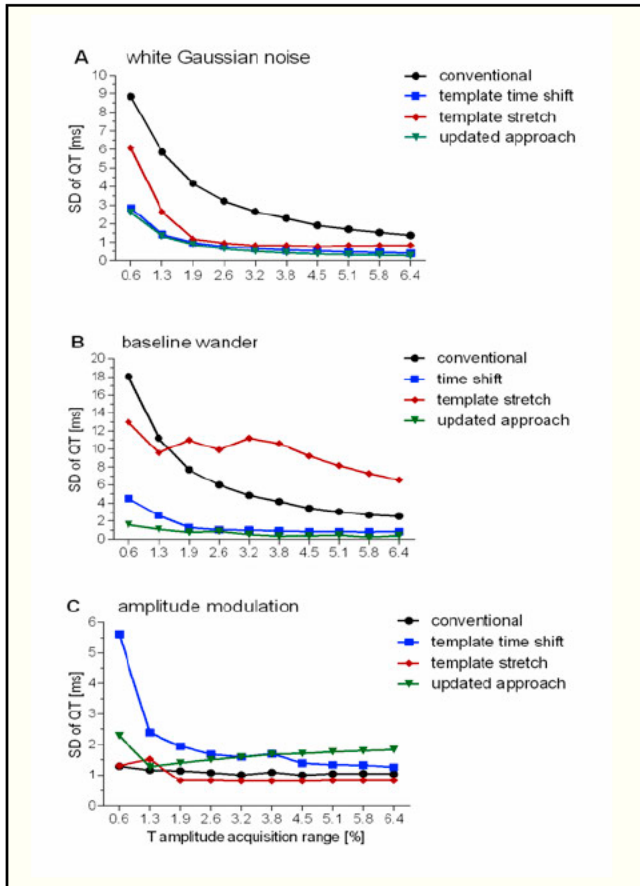 A white Gaussian noise
conventional
template time shift
template stretch
updated approach
SD of QT [ms]
10
9
8
7
6
5
4
3
2
1
0
0.6 1.3 1.9 2.6 3.2 3.8 4.5 5.1 5.8 6.4
B baseline wander
conventional
time shift
template stretch
updated approach
SD of QT [ms]
20
18
16
14
12
10
8
6
4
2
0
0.6 1.3 1.9 2.6 3.2 3.8 4.5 5.1 5.8 6.4
C amplitude modulation
conventional
template time shift
template stretch
updated approach
SD of QT [ms]
6
5
4
3
2
1
0
0.6 1.3 1.9 2.6 3.2 3.8 4.5 5.1 5.8 6.4
T amplitude acquisition range [%]